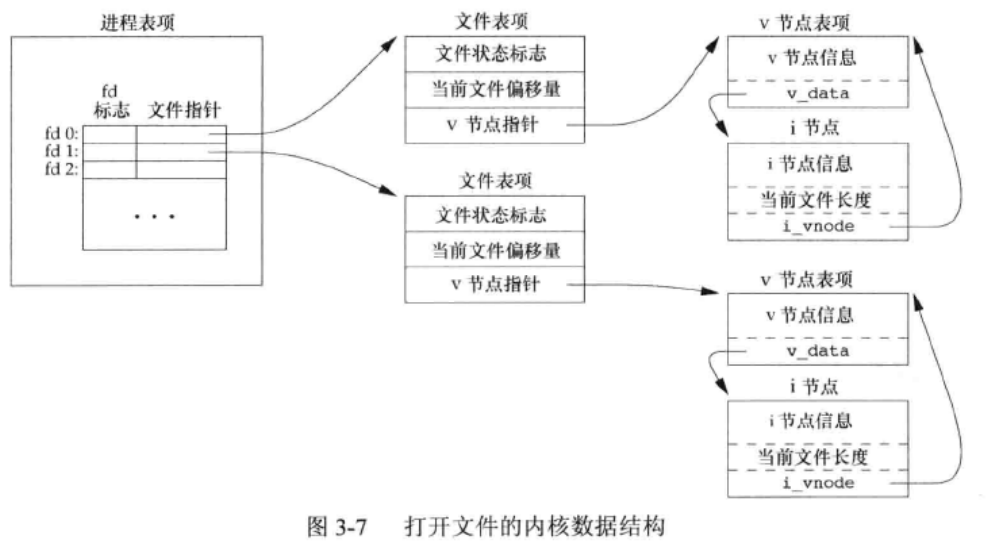 进程表项
fd
标志 文件指针
fd 0:
fd 1:
fd 2:
· · ·
文件表项
文件状态标志
当前文件偏移量
v 节点指针
文件表项
文件状态标志
当前文件偏移量
v 节点指针
v 节点表项
v 节点信息
v_data
i 节点
i 节点信息
当前文件长度
i_vnode
v 节点表项
v 节点信息
v_data
i 节点
i 节点信息
当前文件长度
i_vnode
图 3-7 打开文件的内核数据结构